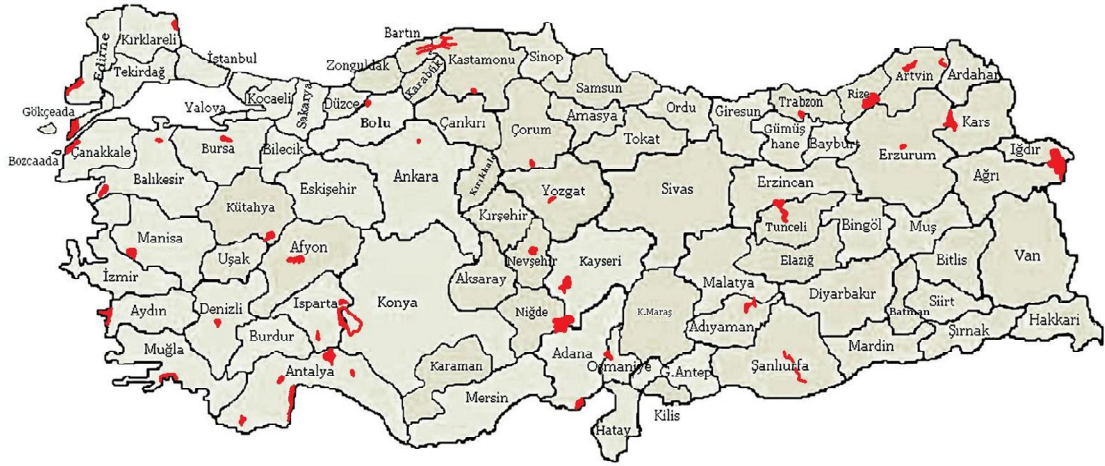 Kırklareli
Edirne
Tekirdağ
İstanbul
Gökçeada
Bozcaada
Yalova
Kocaeli
Sakarya
Düzce
Zonguldak
Bartın
Karabük
Kastamonu
Sinop
Samsun
Ordu
Giresun
Trabzon
Rize
Artvin
Ardahan
Çanakkale
Bursa
Bilecik
Bolu
Çankırı
Çorum
Amasya
Tokat
Gümüş
hane
Bayburt
Erzurum
Kars
Iğdır
Ağrı
Balıkesir
Kütahya
Eskişehir
Ankara
Kırıkkale
Yozgat
Sivas
Erzincan
Tunceli
Bingöl
Muş
Manisa
Uşak
Afyon
Kırşehir
Nevşehir
Kayseri
Malatya
Elazığ
Bitlis
Van
İzmir
Aydın
Denizli
Isparta
Konya
Aksaray
Niğde
K.Maraş
Adıyaman
Diyarbakır
Batman
Siirt
Şırnak
Hakkari
Muğla
Burdur
Antalya
Karaman
Mersin
Adana
Osmaniye
G.Antep
Şanlıurfa
Mardin
Kilis
Hatay